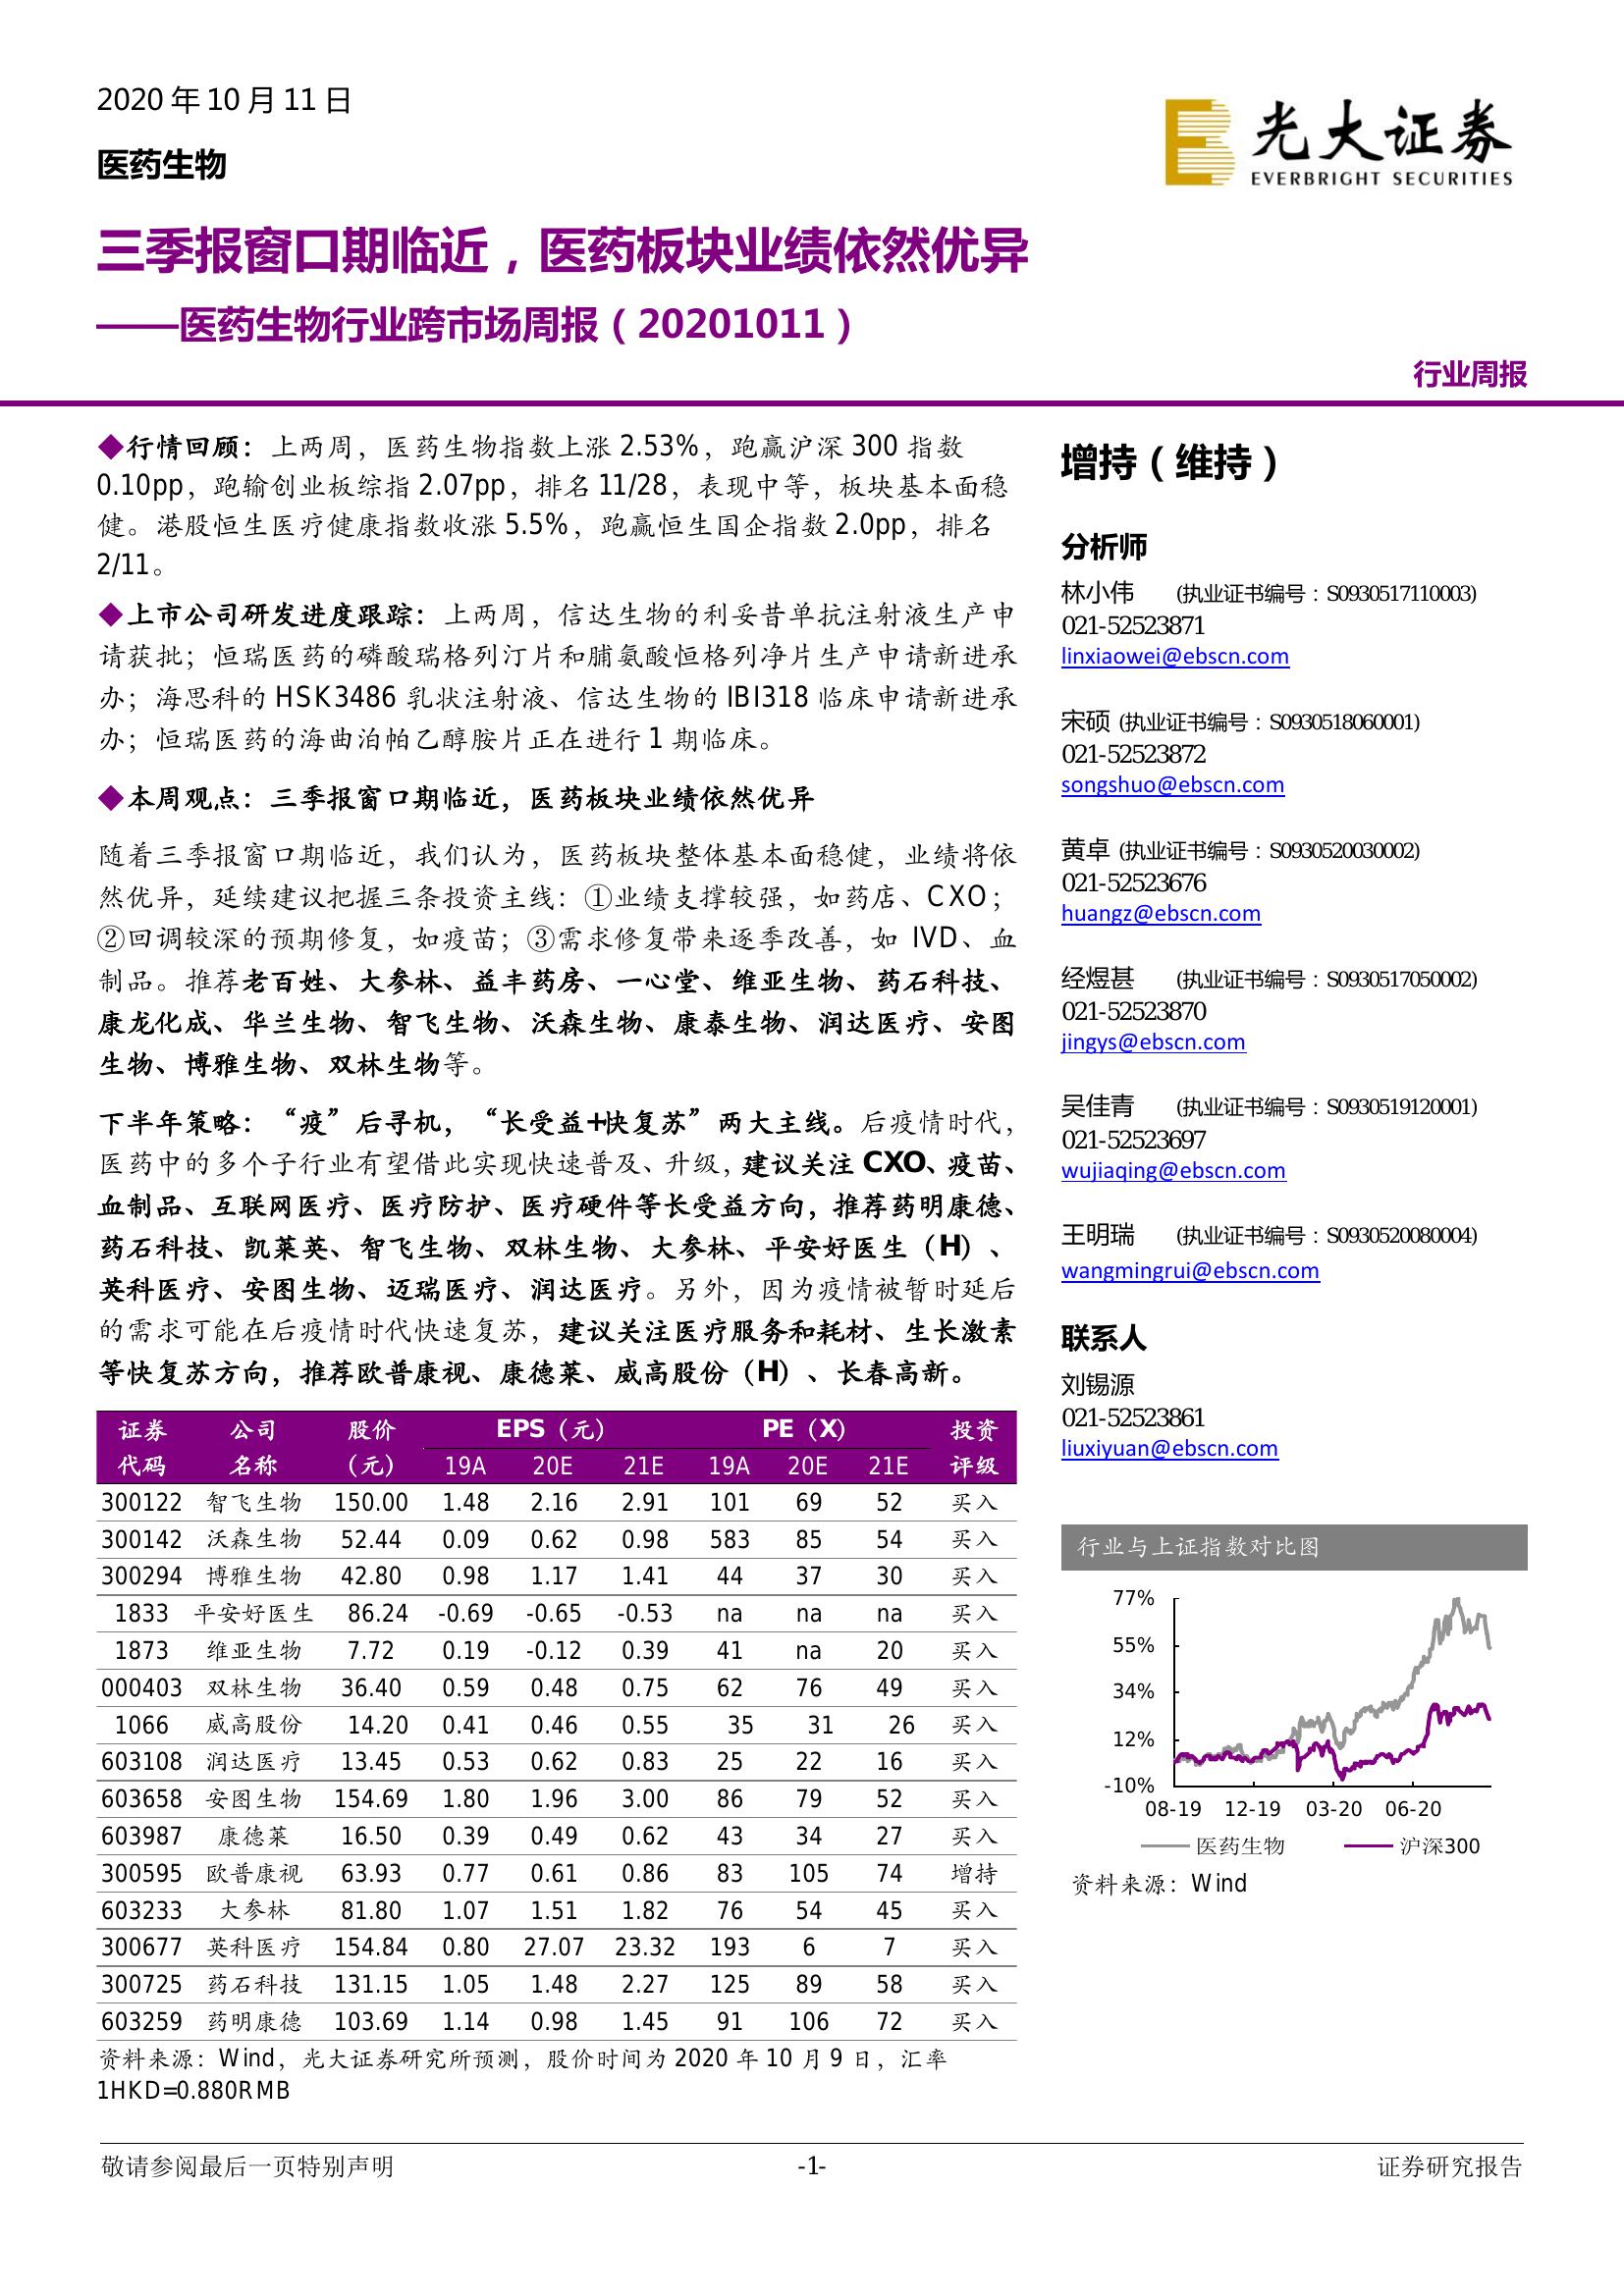 2020 年 10 月 11 日
医药生物
光大证券
EVERBRIGHT SECURITIES
三季报窗口期临近，医药板块业绩依然优异
——医药生物行业跨市场周报（20201011）
行业周报
◆行情回顾：上两周，医药生物指数上涨 2.53%，跑赢沪深 300 指数
0.10pp，跑输创业板综指 2.07pp，排名 11/28，表现中等，板块基本面稳
健。港股恒生医疗健康指数收涨 5.5%，跑赢恒生国企指数 2.0pp，排名
2/11。
◆上市公司研发进度跟踪：上两周，信达生物的利妥昔单抗注射液生产申
请获批；恒瑞医药的磷酸瑞格列汀片和脯氨酸恒格列净片生产申请新进承
办；海思科的 HSK3486 乳状注射液、信达生物的 IBI318 临床申请新进承
办；恒瑞医药的海曲泊帕乙醇胺片正在进行 1 期临床。
◆本周观点：三季报窗口期临近，医药板块业绩依然优异
随着三季报窗口期临近，我们认为，医药板块整体基本面稳健，业绩将依
然优异，延续建议把握三条投资主线：①业绩支撑较强，如药店、CXO；
②回调较深的预期修复，如疫苗；③需求修复带来逐季改善，如 IVD、血
制品。推荐老百姓、大参林、益丰药房、一心堂、维亚生物、药石科技、
康龙化成、华兰生物、智飞生物、沃森生物、康泰生物、润达医疗、安图
生物、博雅生物、双林生物等。
下半年策略：“疫”后寻机，“长受益+快复苏”两大主线。后疫情时代，
医药中的多个子行业有望借此实现快速普及、升级，建议关注 CXO、疫苗、
血制品、互联网医疗、医疗防护、医疗硬件等长受益方向，推荐药明康德、
药石科技、凯莱英、智飞生物、双林生物、大参林、平安好医生（H）、
英科医疗、安图生物、迈瑞医疗、润达医疗。另外，因为疫情被暂时延后
的需求可能在后疫情时代快速复苏，建议关注医疗服务和耗材、生长激素
等快复苏方向，推荐欧普康视、康德莱、威高股份（H）、长春高新。
证券 公司 股价 EPS（元） PE（X） 投资
代码 名称 （元） 19A 20E 21E 19A 20E 21E 评级
300122 智飞生物 150.00 1.48 2.16 2.91 101 69 52 买入
300142 沃森生物 52.44 0.09 0.62 0.98 583 85 54 买入
300294 博雅生物 42.80 0.98 1.17 1.41 44 37 30 买入
1833 平安好医生 86.24 -0.69 -0.65 -0.53 na na na 买入
1873 维亚生物 7.72 0.19 -0.12 0.39 41 na 20 买入
000403 双林生物 36.40 0.59 0.48 0.75 62 76 49 买入
1066 威高股份 14.20 0.41 0.46 0.55 35 31 26 买入
603108 润达医疗 13.45 0.53 0.62 0.83 25 22 16 买入
603658 安图生物 154.69 1.80 1.96 3.00 86 79 52 买入
603987 康德莱 16.50 0.39 0.49 0.62 43 34 27 买入
300595 欧普康视 63.93 0.77 0.61 0.86 83 105 74 增持
603233 大参林 81.80 1.07 1.51 1.82 76 54 45 买入
300677 英科医疗 154.84 0.80 27.07 23.32 193 6 7 买入
300725 药石科技 131.15 1.05 1.48 2.27 125 89 58 买入
603259 药明康德 103.69 1.14 0.98 1.45 91 106 72 买入
资料来源：Wind，光大证券研究所预测，股价时间为 2020 年 10 月 9 日，汇率
1HKD=0.880RMB
增持（维持）
分析师
林小伟 (执业证书编号：S0930517110003)
021-52523871
linxiaowei@ebscn.com
宋硕 (执业证书编号：S0930518060001)
021-52523872
songshuo@ebscn.com
黄卓 (执业证书编号：S0930520030002)
021-52523676
huangz@ebscn.com
经煜甚 (执业证书编号：S0930517050002)
021-52523870
jingys@ebscn.com
吴佳青 (执业证书编号：S0930519120001)
021-52523697
wujiaqing@ebscn.com
王明瑞 (执业证书编号：S0930520080004)
wangmingrui@ebscn.com
联系人
刘锡源
021-52523861
liuxiyuan@ebscn.com
行业与上证指数对比图
77%
55%
34%
12%
-10%
08-19 12-19 03-20 06-20
医药生物 沪深300
资料来源：Wind
敬请参阅最后一页特别声明 -1- 证券研究报告